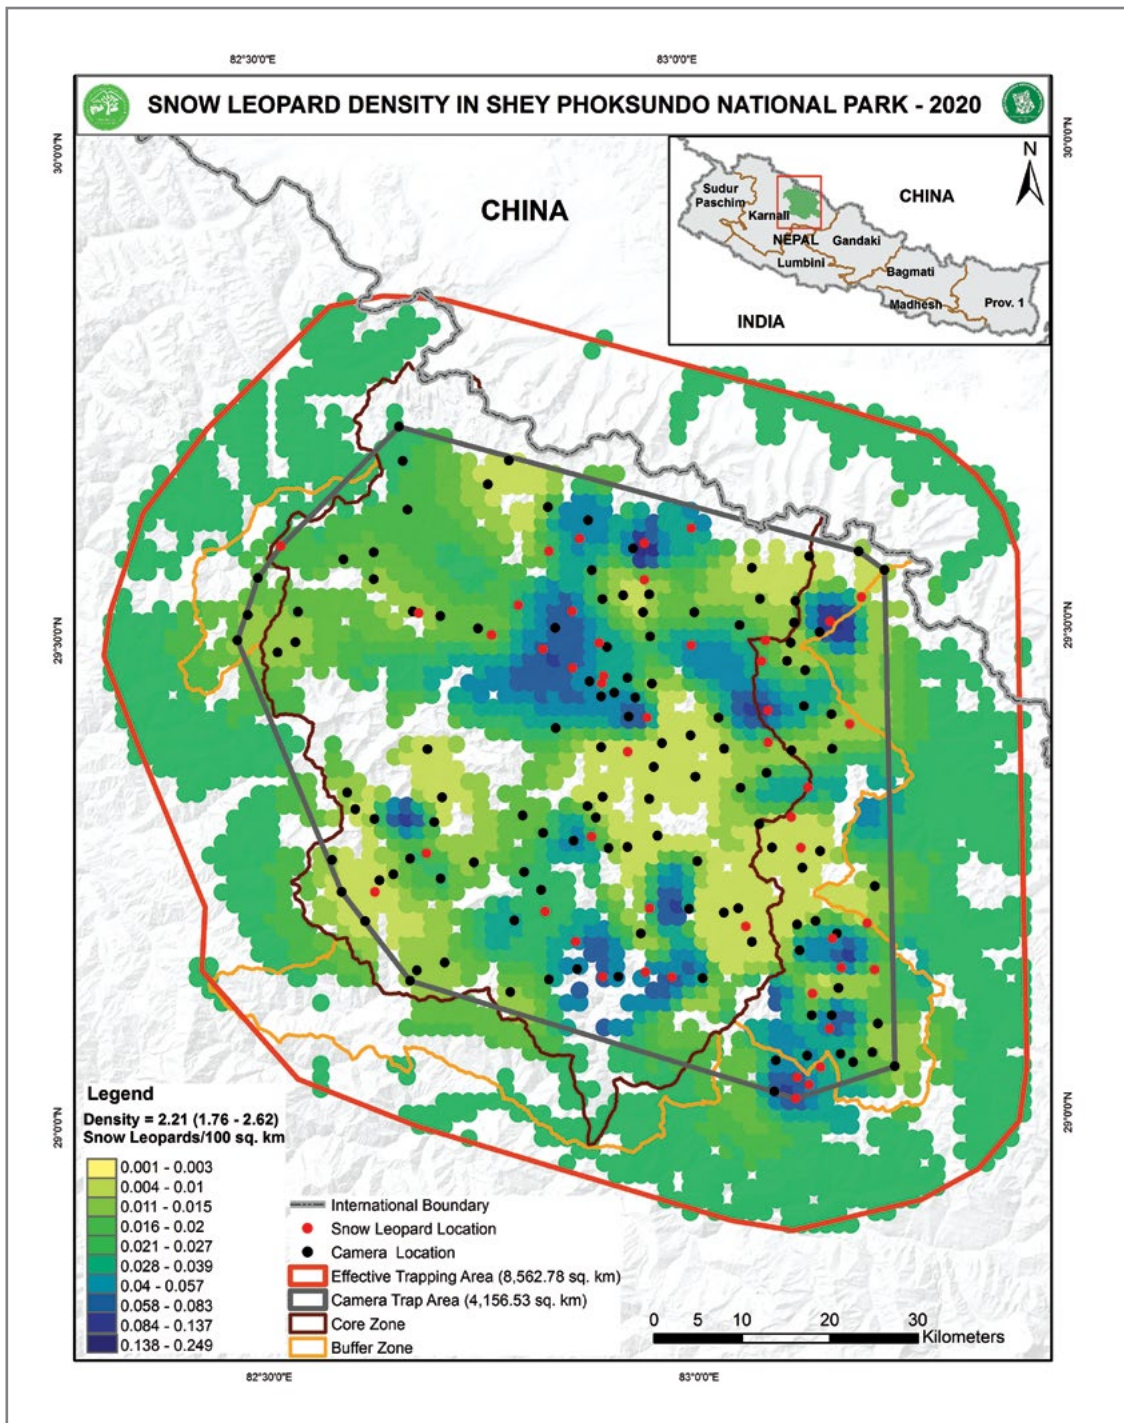 82°30'0"E
83°0'0"E
SNOW LEOPARD DENSITY IN SHEY PHOKSUNDO NATIONAL PARK - 2020
30°0'0"N
30°0'0"N
N
CHINA
Sudur
Paschim
Karnali
CHINA
NEPAL
Gandaki
Lumbini
Bagmati
Madhesh
Prov. 1
INDIA
29°30'0"N
29°30'0"N
29°0'0"N
29°0'0"N
Legend
Density = 2.21 (1.76 - 2.62)
Snow Leopards/100 sq. km
0.001 - 0.003
0.004 - 0.01
0.011 - 0.015
0.016 - 0.02
0.021 - 0.027
0.028 - 0.039
0.04 - 0.057
0.058 - 0.083
0.084 - 0.137
0.138 - 0.249
International Boundary
Snow Leopard Location
Camera Location
Effective Trapping Area (8,562.78 sq. km)
Camera Trap Area (4,156.53 sq. km)
Core Zone
Buffer Zone
0 5 10 20 30
Kilometers
82°30'0"E
83°0'0"E